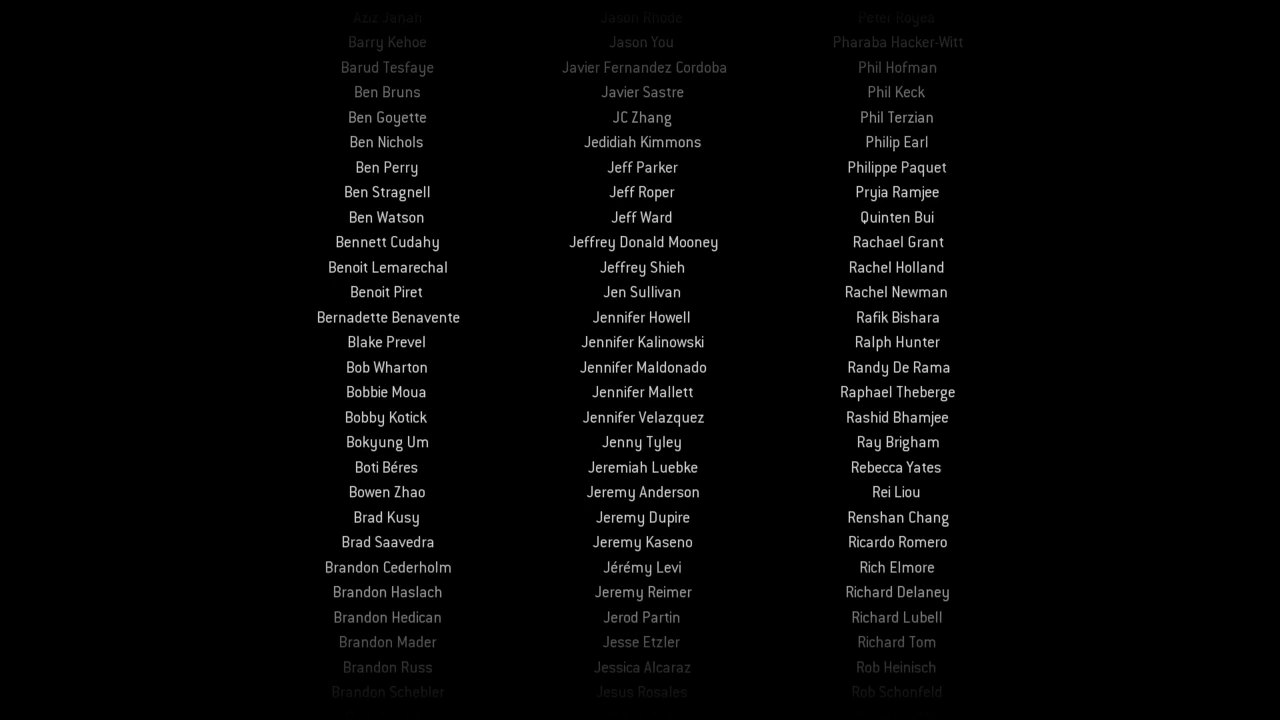 Aziz Janah
Barry Kehoe
Barud Tesfaye
Ben Bruns
Ben Goyette
Ben Nichols
Ben Perry
Ben Stragnell
Ben Watson
Bennett Cudahy
Benoit Lemarechal
Benoit Piret
Bernadette Benavente
Blake Prevel
Bob Wharton
Bobbie Moua
Bobby Kotick
Bokyung Um
Boti Béres
Bowen Zhao
Brad Kusy
Brad Saavedra
Brandon Cederholm
Brandon Haslach
Brandon Hedican
Brandon Mader
Brandon Russ
Brandon Schebler
Jason Rhode
Jason You
Javier Fernandez Cordoba
Javier Sastre
JC Zhang
Jedidiah Kimmons
Jeff Parker
Jeff Roper
Jeff Ward
Jeffrey Donald Mooney
Jeffrey Shieh
Jen Sullivan
Jennifer Howell
Jennifer Kalinowski
Jennifer Maldonado
Jennifer Mallett
Jennifer Velazquez
Jenny Tyley
Jeremiah Luebke
Jeremy Anderson
Jeremy Dupire
Jeremy Kaseno
Jérémy Levi
Jeremy Reimer
Jerod Partin
Jesse Etzler
Jessica Alcaraz
Jesus Rosales
Peter Royea
Pharaba Hacker-Witt
Phil Hofman
Phil Keck
Phil Terzian
Philip Earl
Philippe Paquet
Pryia Ramjee
Quinten Bui
Rachael Grant
Rachel Holland
Rachel Newman
Rafik Bishara
Ralph Hunter
Randy De Rama
Raphael Theberge
Rashid Bhamjee
Ray Brigham
Rebecca Yates
Rei Liou
Renshan Chang
Ricardo Romero
Rich Elmore
Richard Delaney
Richard Lubell
Richard Tom
Rob Heinisch
Rob Schonfeld